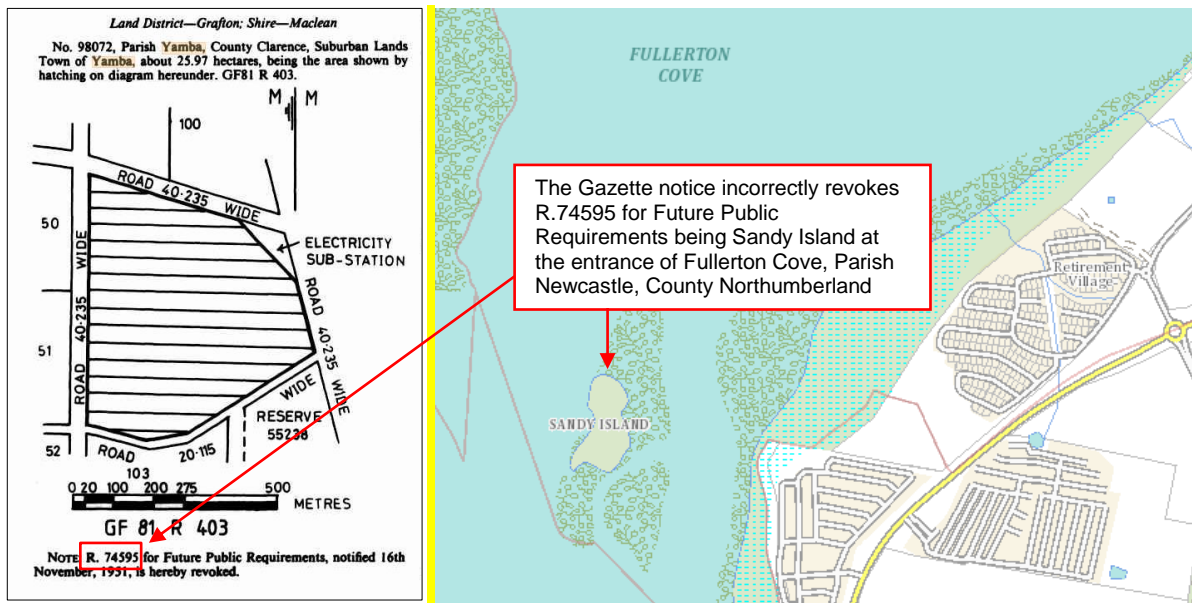 Land District—Grafton; Shire—Maclean
No. 98072, Parish Yamba, County Clarence, Suburban Lands
Town of Yamba, about 25.97 hectares, being the area shown by
hatching on diagram hereunder. GF81 R 403.
M M
100
ROAD 40·235 WIDE
50
ELECTRICITY
SUB-STATION
ROAD 40·235 WIDE
ROAD 40·235 WIDE
51
WIDE
RESERVE
55238
52
ROAD 20·115
103
0 20 100 200 275 500
METRES
GF 81 R 403
NOTE R. 74595 for Future Public Requirements, notified 16th
November, 1951, is hereby revoked.
FULLERTON
COVE
The Gazette notice incorrectly revokes
R.74595 for Future Public
Requirements being Sandy Island at
the entrance of Fullerton Cove, Parish
Newcastle, County Northumberland
Retirement
Village
SANDY ISLAND